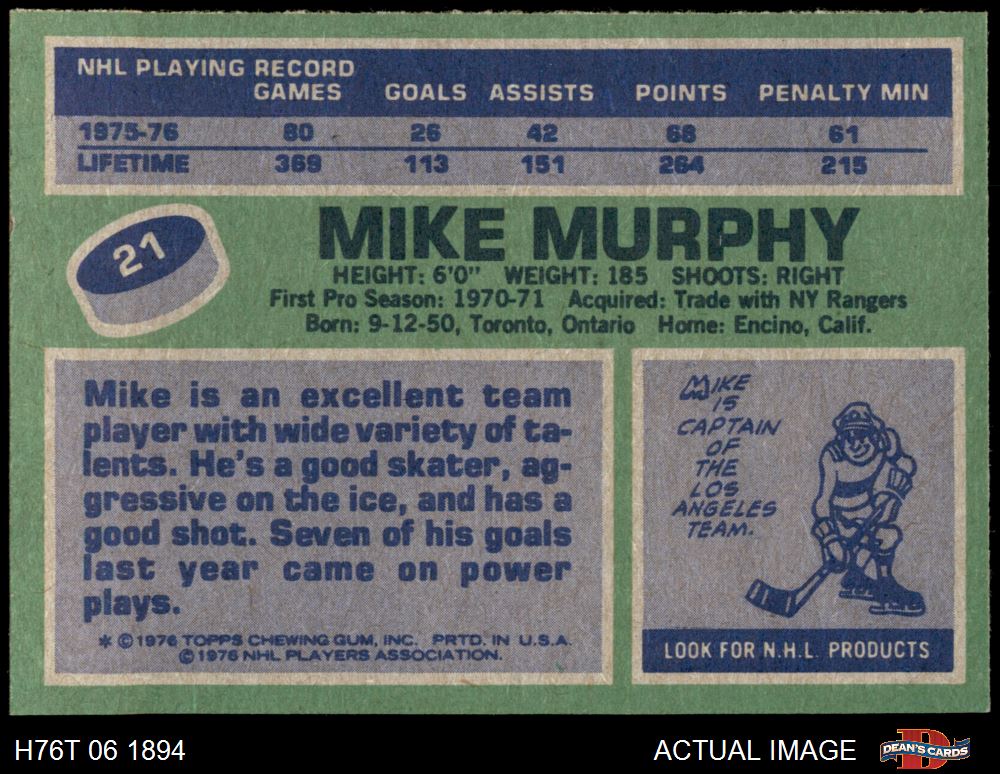 NHL PLAYING RECORD
GAMES GOALS ASSISTS POINTS PENALTY MIN
1975-76 80 26 42 68 61
LIFETIME 369 113 151 264 215
21
MIKE MURPHY
HEIGHT: 6'0" WEIGHT: 185 SHOOTS: RIGHT
First Pro Season: 1970-71 Acquired: Trade with NY Rangers
Born: 9-12-50, Toronto, Ontario Home: Encino, Calif.
Mike is an excellent team
player with wide variety of ta-
lents. He's a good skater, ag-
gressive on the ice, and has a
good shot. Seven of his goals
last year came on power
plays.
* © 1976 TOPPS CHEWING GUM, INC. PRTD. IN U.S.A.
© 1976 NHL PLAYERS ASSOCIATION.
MIKE
IS
CAPTAIN
OF
THE
LOS
ANGELES
TEAM.
LOOK FOR N.H.L. PRODUCTS
H76T 06 1894 ACTUAL IMAGE DEAN'S CARDS